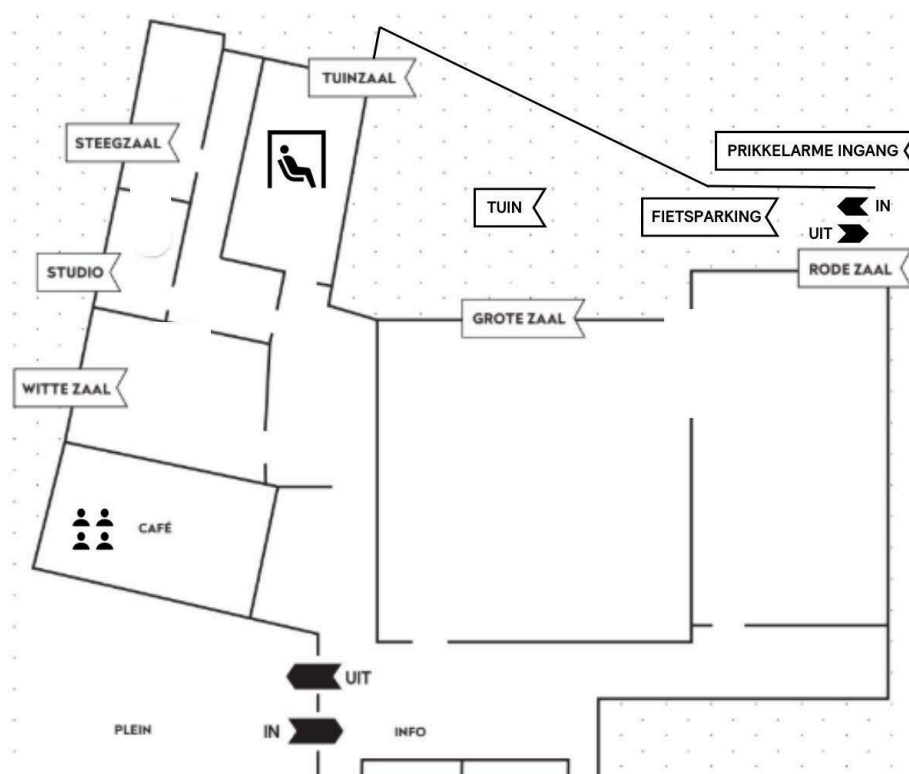 TUINZAAL
STEEGZAAL
PRIKKELARME INGANG
TUIN
FIETSPARKING
IN
UIT
STUDIO
RODE ZAAL
GROTE ZAAL
WITTE ZAAL
CAFÉ
UIT
PLEIN
IN
INFO